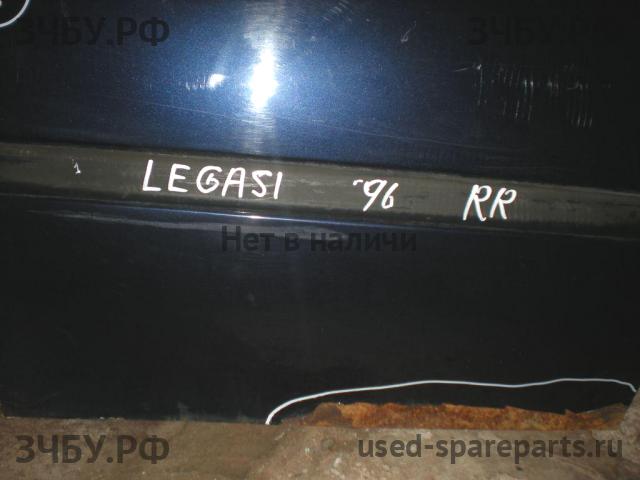 ЗЧБУ.РФ ЗЧБУ.РФ
LEGASI '96 RR
Нет в наличи
ЗЧБУ.РФ used-spareparts.ru